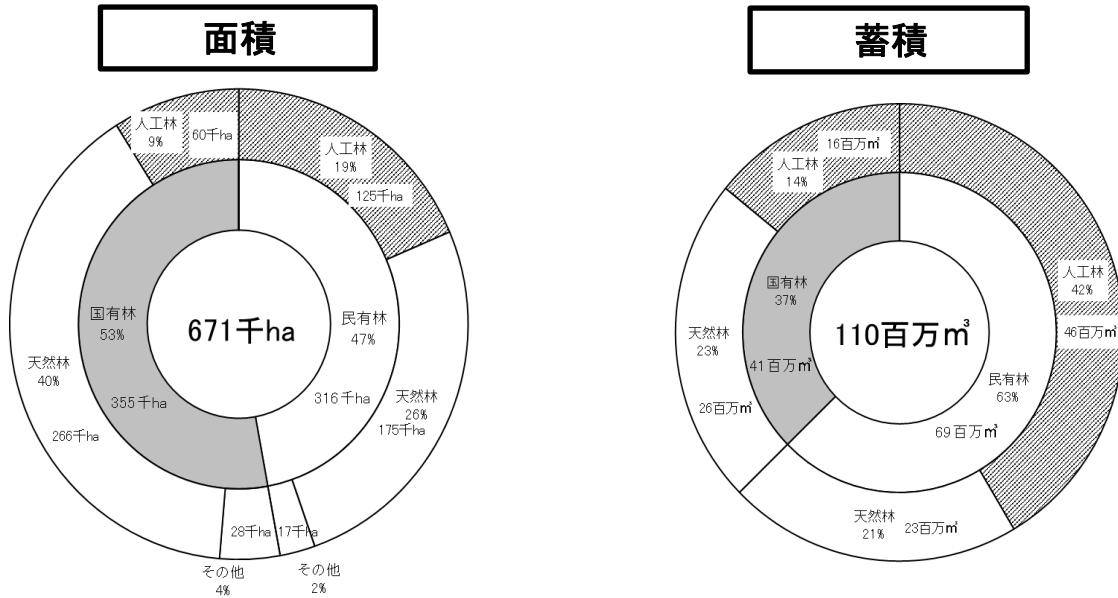 面積
人工林
9%
60千ha
人工林
19%
125千ha
国有林
53%
355千ha
671千ha
民有林
47%
316千ha
天然林
40%
266千ha
天然林
26%
175千ha
28千ha
17千ha
その他
4%
その他
2%
蓄積
16百万㎥
人工林
14%
人工林
42%
46百万㎥
国有林
37%
41百万㎥
110百万㎥
民有林
63%
69百万㎥
天然林
23%
26百万㎥
天然林
21%
23百万㎥